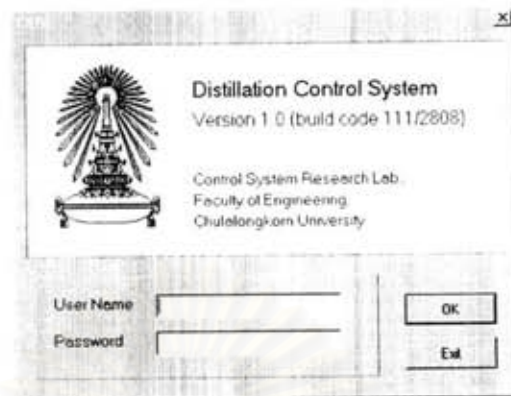 Distillation Control System
Version 1.0 (build code 111/2808)
Control System Research Lab.
Faculty of Engineering
Chulalongkorn University
User Name
Password
OK
Exit